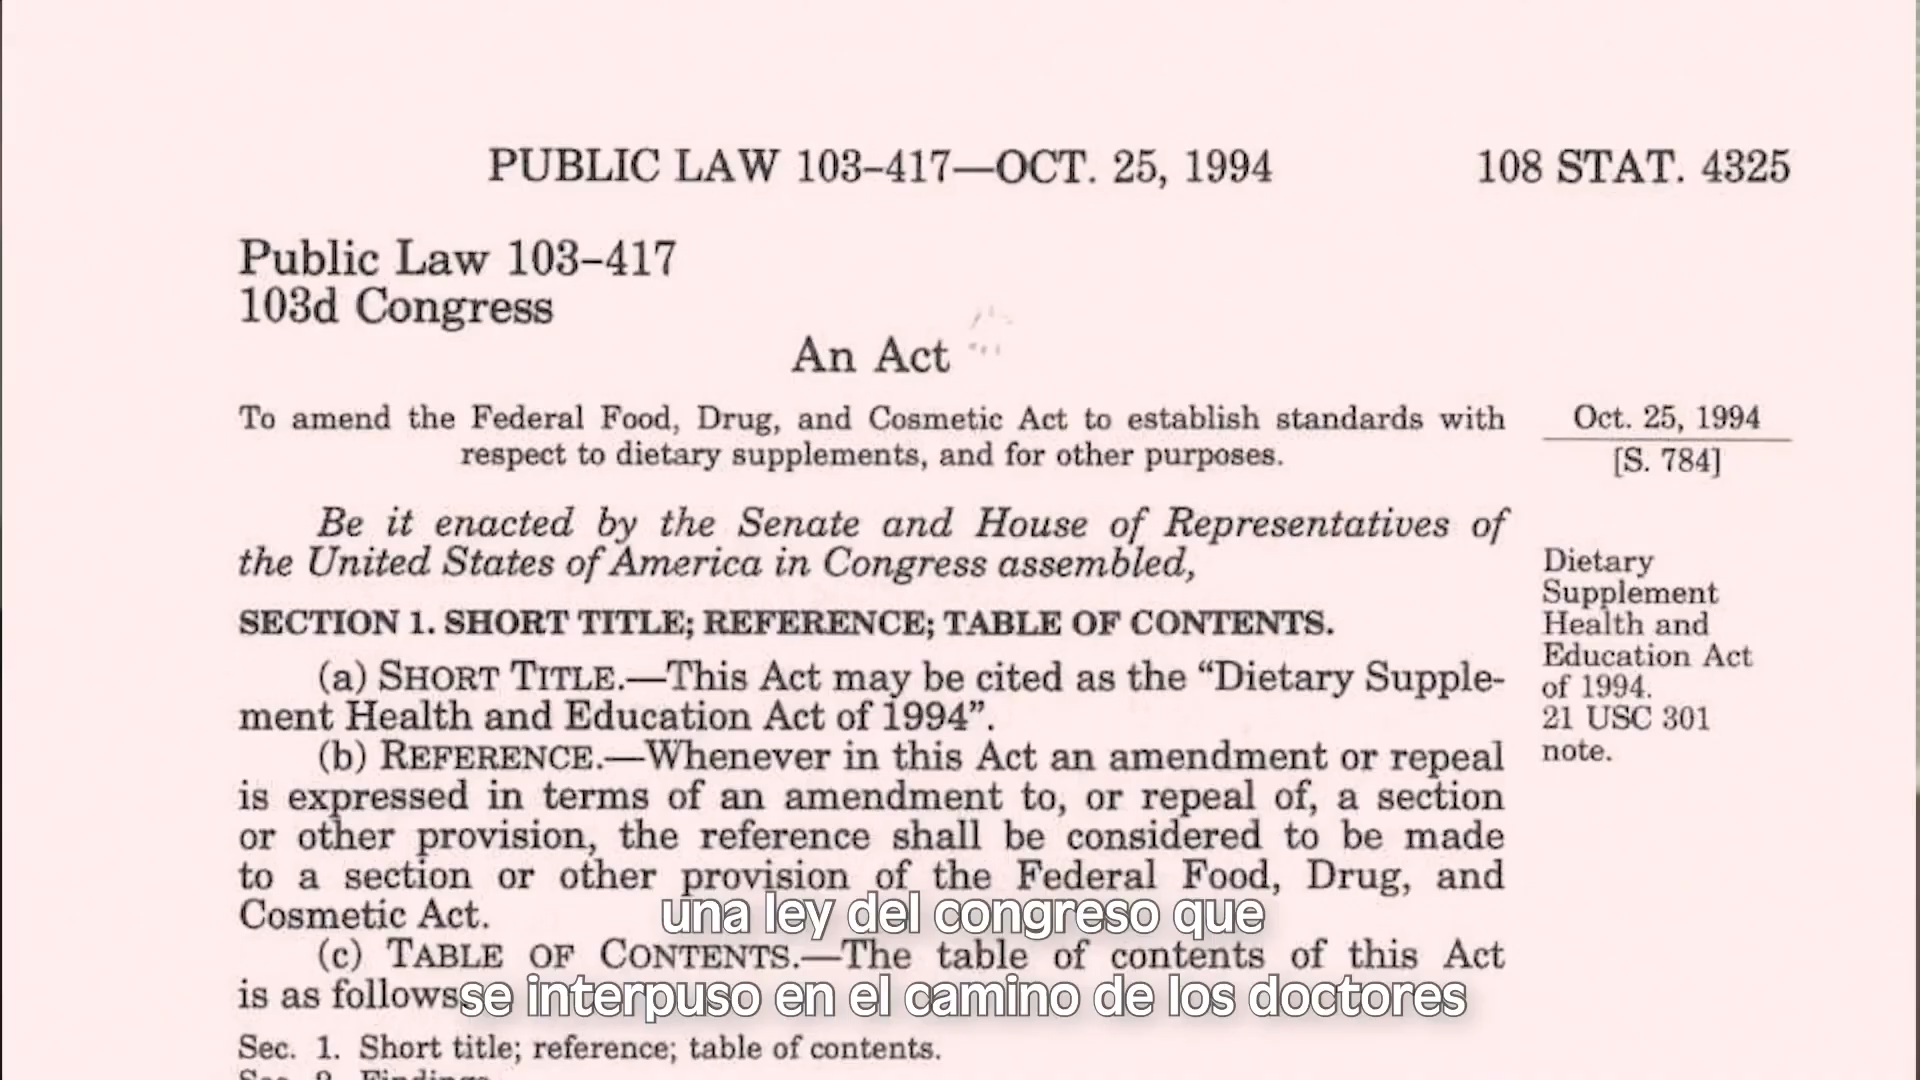 PUBLIC LAW 103–417—OCT. 25, 1994
108 STAT. 4325
Public Law 103–417
103d Congress
An Act
To amend the Federal Food, Drug, and Cosmetic Act to establish standards with
respect to dietary supplements, and for other purposes.
Oct. 25, 1994
[S. 784]
Be it enacted by the Senate and House of Representatives of
the United States of America in Congress assembled,
SECTION 1. SHORT TITLE; REFERENCE; TABLE OF CONTENTS.
(a) SHORT TITLE.—This Act may be cited as the “Dietary Supple-
ment Health and Education Act of 1994”.
(b) REFERENCE.—Whenever in this Act an amendment or repeal
is expressed in terms of an amendment to, or repeal of, a section
or other provision, the reference shall be considered to be made
to a section or other provision of the Federal Food, Drug, and
Cosmetic Act.
(c) TABLE OF CONTENTS.—The table of contents of this Act
is as follows
Sec. 1. Short title; reference; table of contents.
Dietary
Supplement
Health and
Education Act
of 1994.
21 USC 301
note.
una ley del congreso que
se interpuso en el camino de los doctores